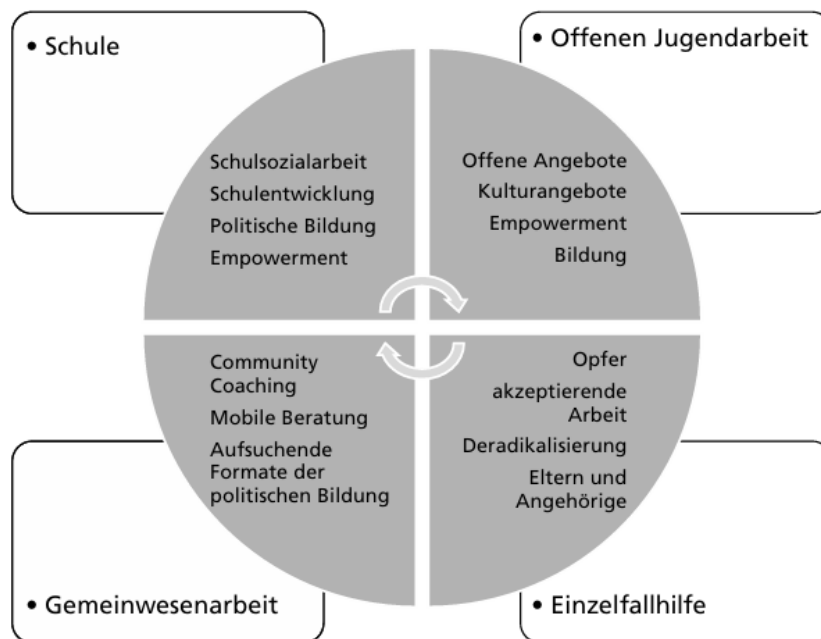 • Schule
• Offenen Jugendarbeit
Schulsozialarbeit
Schulentwicklung
Politische Bildung
Empowerment
Offene Angebote
Kulturangebote
Empowerment
Bildung
Community
Coaching
Mobile Beratung
Aufsuchende
Formate der
politischen Bildung
Opfer
akzeptierende
Arbeit
Deradikalisierung
Eltern und
Angehörige
• Gemeinwesenarbeit
• Einzelfallhilfe